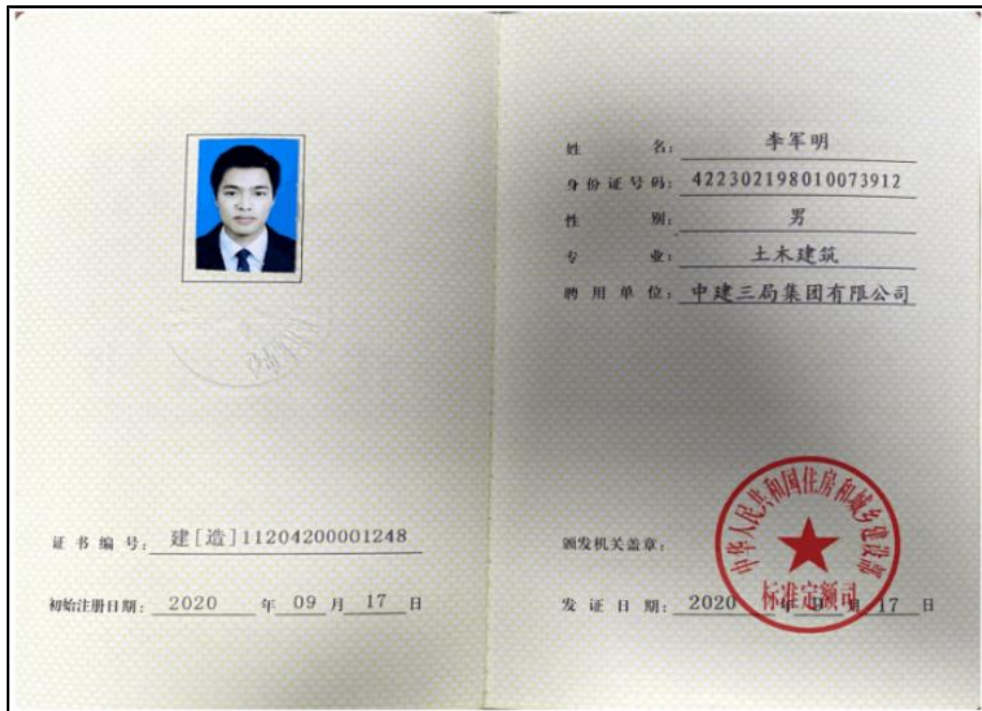 姓名：李军明
身份证号码：422302198010073912
性别：男
专业：土木建筑
聘用单位：中建三局集团有限公司
证书编号：建[造]11204200001248
初始注册日期：2020 年 09 月 17 日
颁发机关盖章：
中华人民共和国住房和城乡建设部
标准定额司
发证日期：2020 年 月 17 日